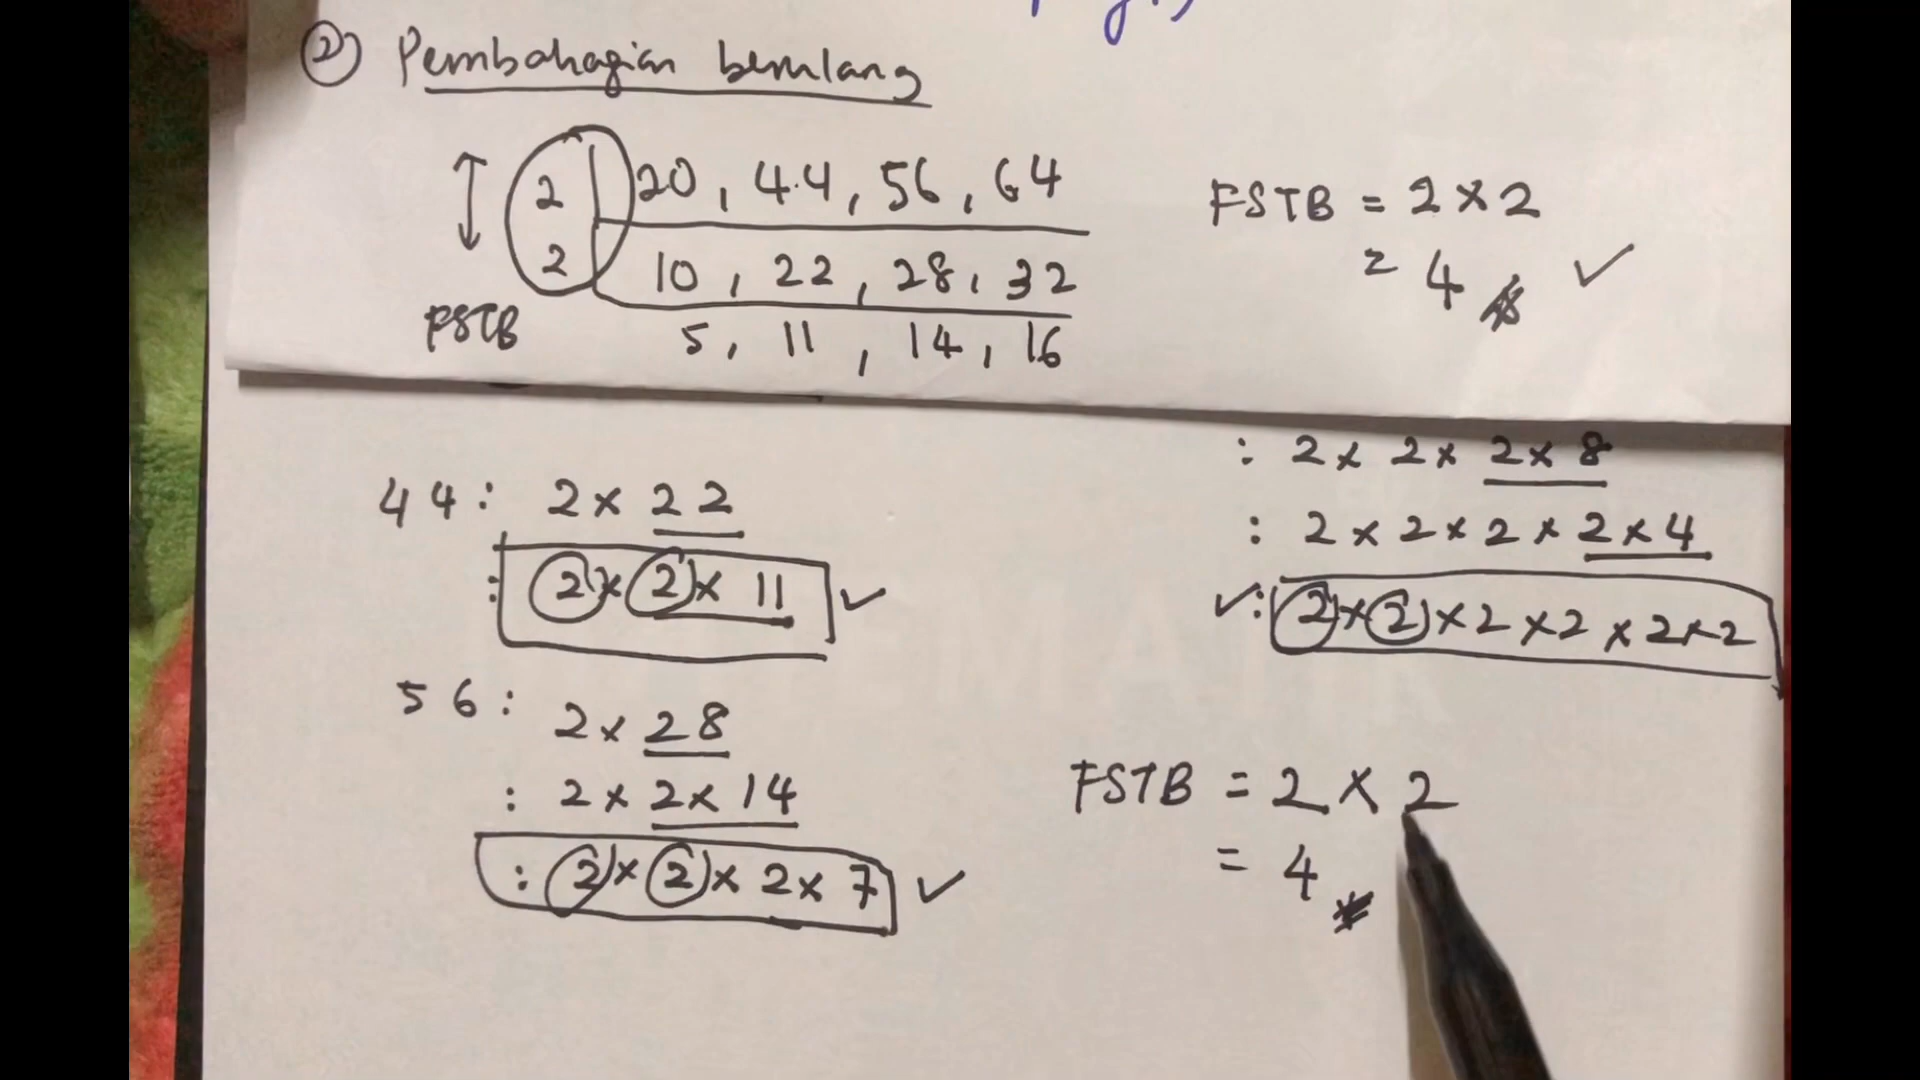 ② Pembahagian berulang
2 | 20, 44, 56, 64
2 | 10, 22, 28, 32
5, 11, 14, 16
FSTB
FSTB = 2 × 2
= 4 ✓
44: 2 × 22
: 2 × 2 × 11 ✓
56: 2 × 28
: 2 × 2 × 14
: 2 × 2 × 2 × 7 ✓
: 2 × 2 × 2 × 8
: 2 × 2 × 2 × 2 × 4
✓: 2 × 2 × 2 × 2 × 2 × 2
FSTB = 2 × 2
= 4